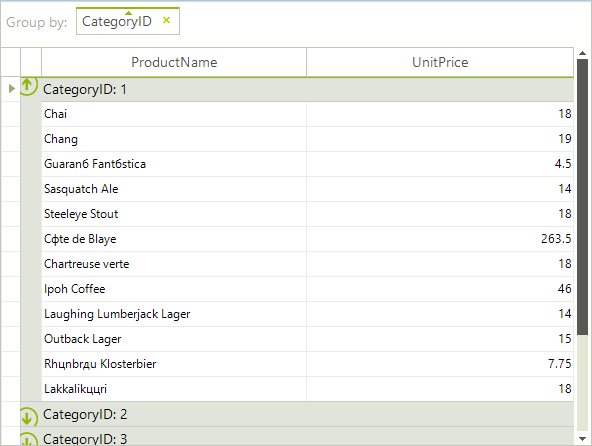 Group by: CategoryID ×
ProductName UnitPrice
CategoryID: 1
Chai 18
Chang 19
Guaranб Fantбstica 4.5
Sasquatch Ale 14
Steeleye Stout 18
Cфte de Blaye 263.5
Chartreuse verte 18
Ipoh Coffee 46
Laughing Lumberjack Lager 14
Outback Lager 15
Rhцnbrдu Klosterbier 7.75
Lakkalikццri 18
CategoryID: 2
CategoryID: 3